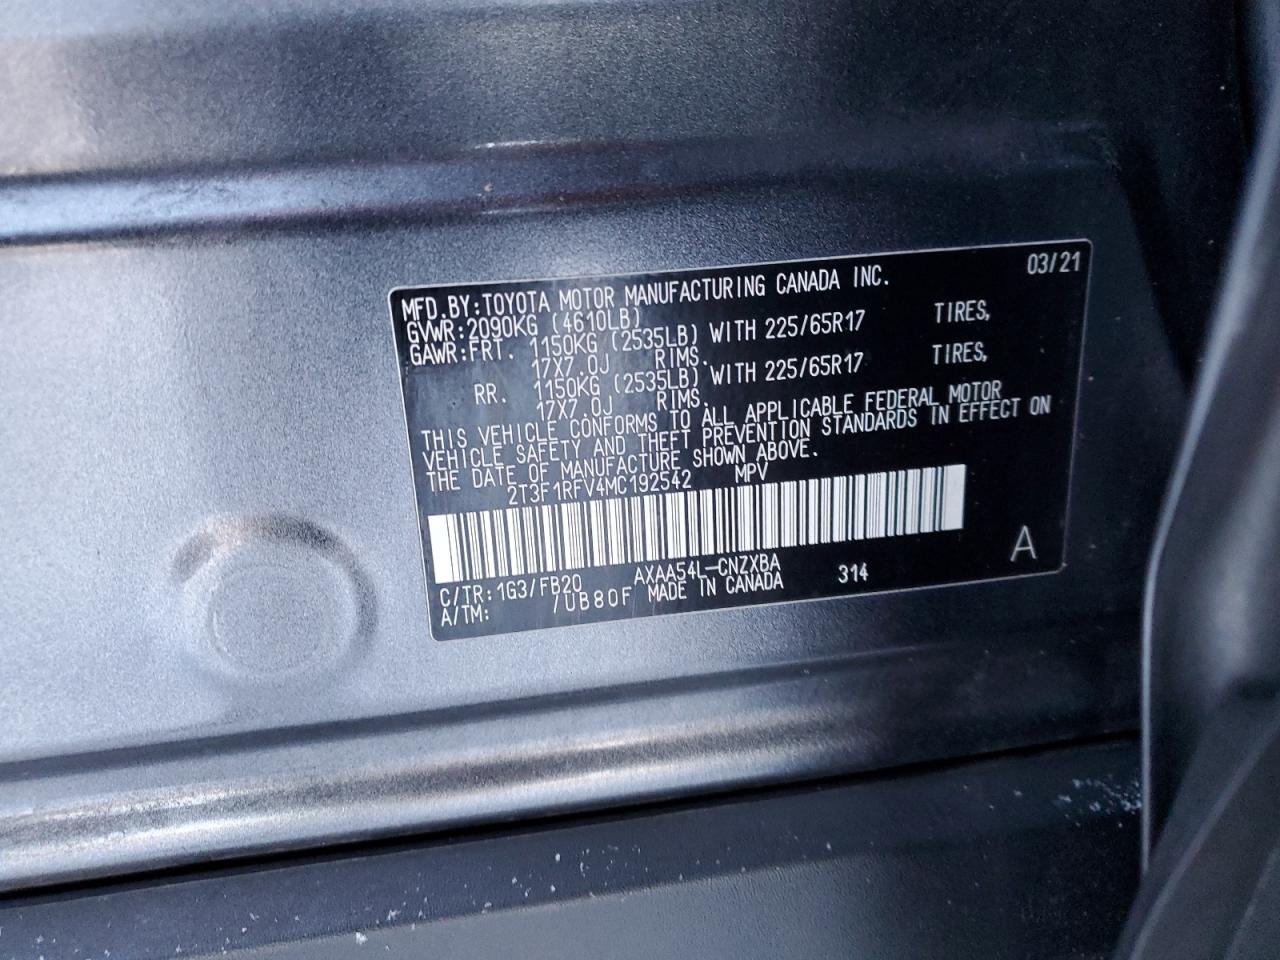 03/21
MFD.BY:TOYOTA MOTOR MANUFACTURING CANADA INC.
GVWR:2090KG (4610LB)
GAWR:FRT. 1150KG (2535LB) WITH 225/65R17 TIRES,
17X7.0J RIMS.
RR. 1150KG (2535LB) WITH 225/65R17 TIRES,
17X7.0J RIMS.
THIS VEHICLE CONFORMS TO ALL APPLICABLE FEDERAL MOTOR
VEHICLE SAFETY AND THEFT PREVENTION STANDARDS IN EFFECT ON
THE DATE OF MANUFACTURE SHOWN ABOVE.
2T3F1RFV4MC192542 MPV
A
C/TR:1G3/FB20 AXAA54L-CNZXBA 314
A/TM: /UB80F MADE IN CANADA